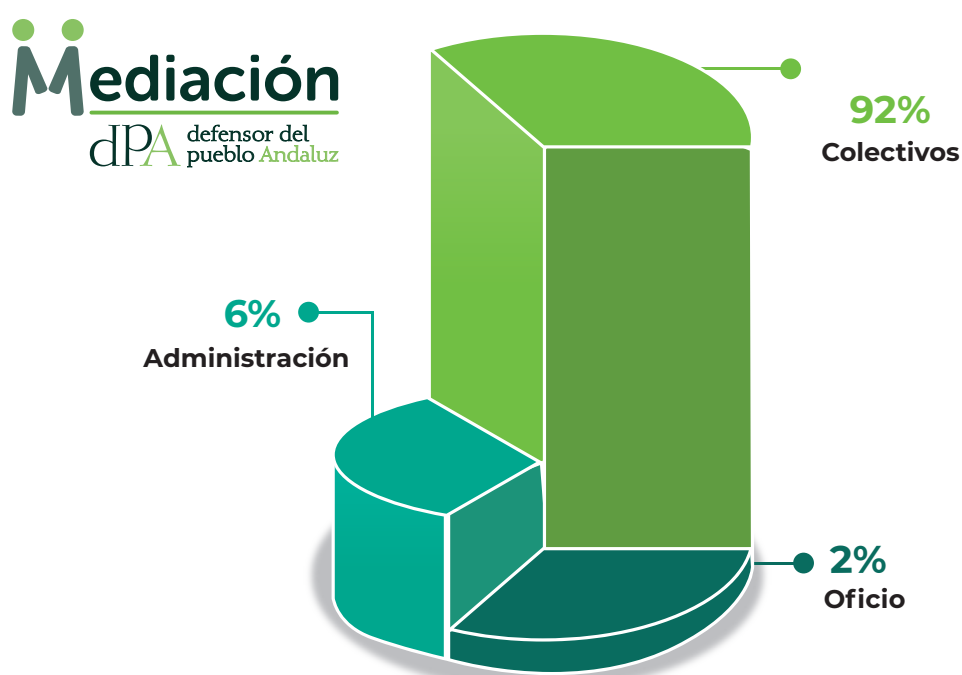 Mediación
dPA defensor del
pueblo Andaluz
92%
Colectivos
6%
Administración
2%
Oficio